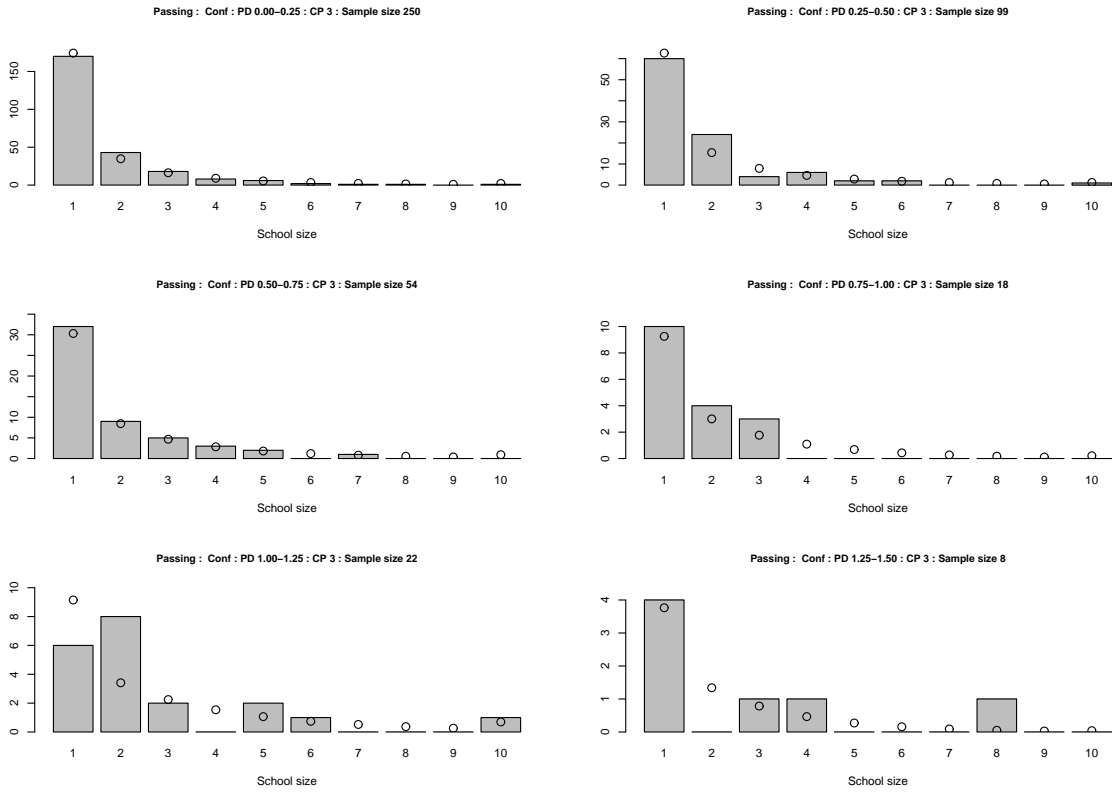 Passing : Conf : PD 0.00−0.25 : CP 3 : Sample size 250
0 50 100 150
1 2 3 4 5 6 7 8 9 10
School size
Passing : Conf : PD 0.25−0.50 : CP 3 : Sample size 99
0 10 30 50
1 2 3 4 5 6 7 8 9 10
School size
Passing : Conf : PD 0.50−0.75 : CP 3 : Sample size 54
0 5 10 20 30
1 2 3 4 5 6 7 8 9 10
School size
Passing : Conf : PD 0.75−1.00 : CP 3 : Sample size 18
0 2 4 6 8 10
1 2 3 4 5 6 7 8 9 10
School size
Passing : Conf : PD 1.00−1.25 : CP 3 : Sample size 22
0 2 4 6 8 10
1 2 3 4 5 6 7 8 9 10
School size
Passing : Conf : PD 1.25−1.50 : CP 3 : Sample size 8
0 1 2 3 4
1 2 3 4 5 6 7 8 9 10
School size